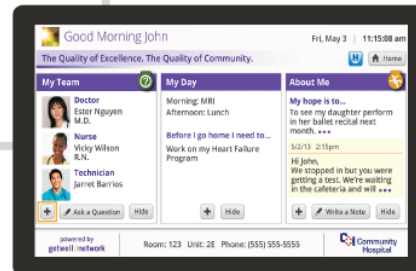 Good Morning John
Fri, May 3 | 11:15:08 am
The Quality of Excellence. The Quality of Community.
H
Home
My Team
?
Doctor
Ester Nguyen
M.D.
Nurse
Vicky Wilson
R.N.
Technician
Jarret Barrios
+
Ask a Question
Hide
My Day
Morning: MRI
Afternoon: Lunch
Before I go home I need to...
Work on my Heart Failure
Program
+
Hide
About Me
My hope is to...
To see my daughter perform
in her ballet recital next
month. •••
5/2/13 2:15pm
Hi John,
We stopped in but you were
getting a test. We're waiting
in the cafeteria and will •••
+
Write a Note
Hide
powered by
getwell:network
Room: 123 Unit: 2E Phone: (555) 555-5555
Community
Hospital